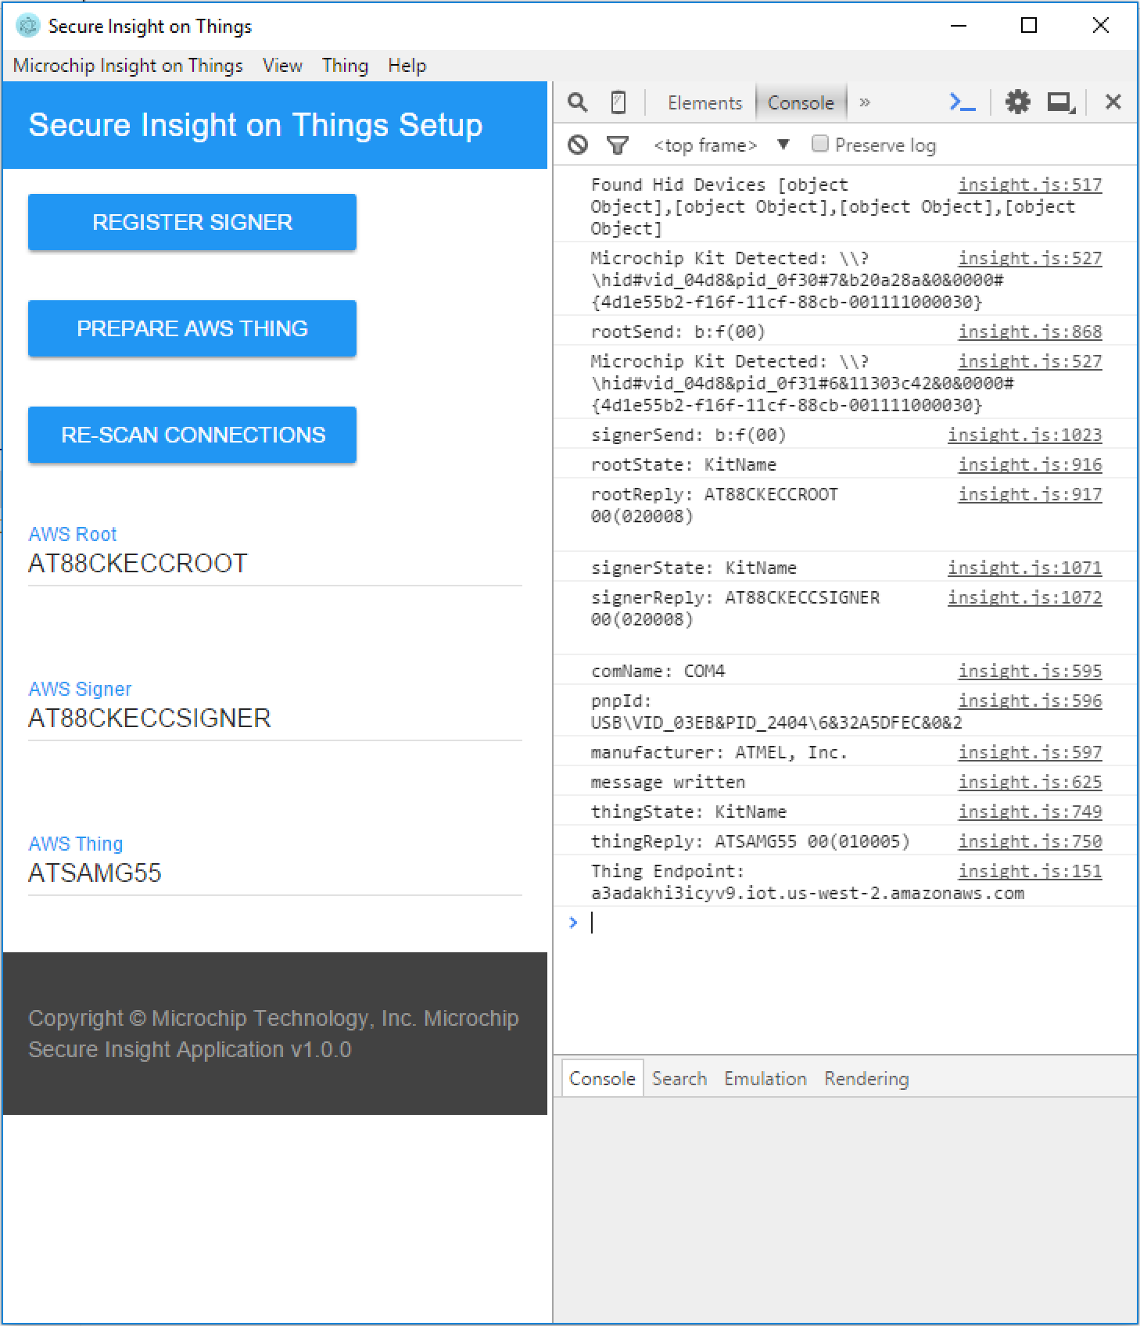 Secure Insight on Things
Microchip Insight on Things View Thing Help
Secure Insight on Things Setup
REGISTER SIGNER
PREPARE AWS THING
RE-SCAN CONNECTIONS
AWS Root
AT88CKECCROOT
AWS Signer
AT88CKECCSIGNER
AWS Thing
ATSAMG55
Copyright © Microchip Technology, Inc. Microchip
Secure Insight Application v1.0.0
Elements Console »
<top frame> ▼ Preserve log
Found Hid Devices [object insight.js:517
Object],[object Object],[object Object],[object
Object]
Microchip Kit Detected: \\? insight.js:527
\hid#vid_04d8&pid_0f30#7&b20a28a&0&0000#
{4d1e55b2-f16f-11cf-88cb-001111000030}
rootSend: b:f(00) insight.js:868
Microchip Kit Detected: \\? insight.js:527
\hid#vid_04d8&pid_0f31#6&11303c42&0&0000#
{4d1e55b2-f16f-11cf-88cb-001111000030}
signerSend: b:f(00) insight.js:1023
rootState: KitName insight.js:916
rootReply: AT88CKECCROOT insight.js:917
00(020008)
signerState: KitName insight.js:1071
signerReply: AT88CKECCSIGNER insight.js:1072
00(020008)
comName: COM4 insight.js:595
pnpId: insight.js:596
USB\VID_03EB&PID_2404\6&32A5DFEC&0&2
manufacturer: ATMEL, Inc. insight.js:597
message written insight.js:625
thingState: KitName insight.js:749
thingReply: ATSAMG55 00(010005) insight.js:750
Thing Endpoint: insight.js:151
a3adakhi3icyv9.iot.us-west-2.amazonaws.com
>
Console Search Emulation Rendering